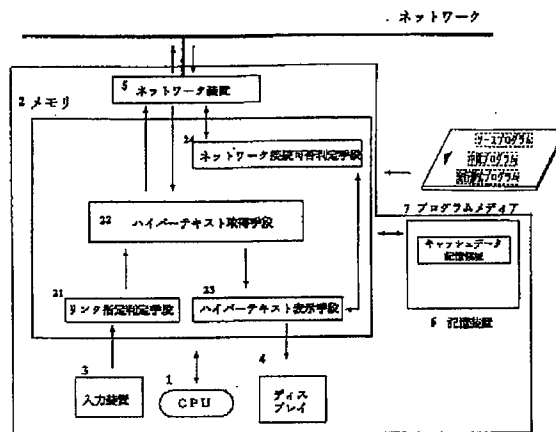 ネットワーク
5 ネットワーク装置
2 メモリ
24
ネットワーク接続可否判定手段
ソースプログラム
7 プログラムメディア
22 ハイパーテキスト取得手段
キャッシュデータ
記憶領域
21
リンク指定判定手段
23
ハイパーテキスト表示手段
6 記憶装置
3
入力装置
1
CPU
4
ディス
プレイ